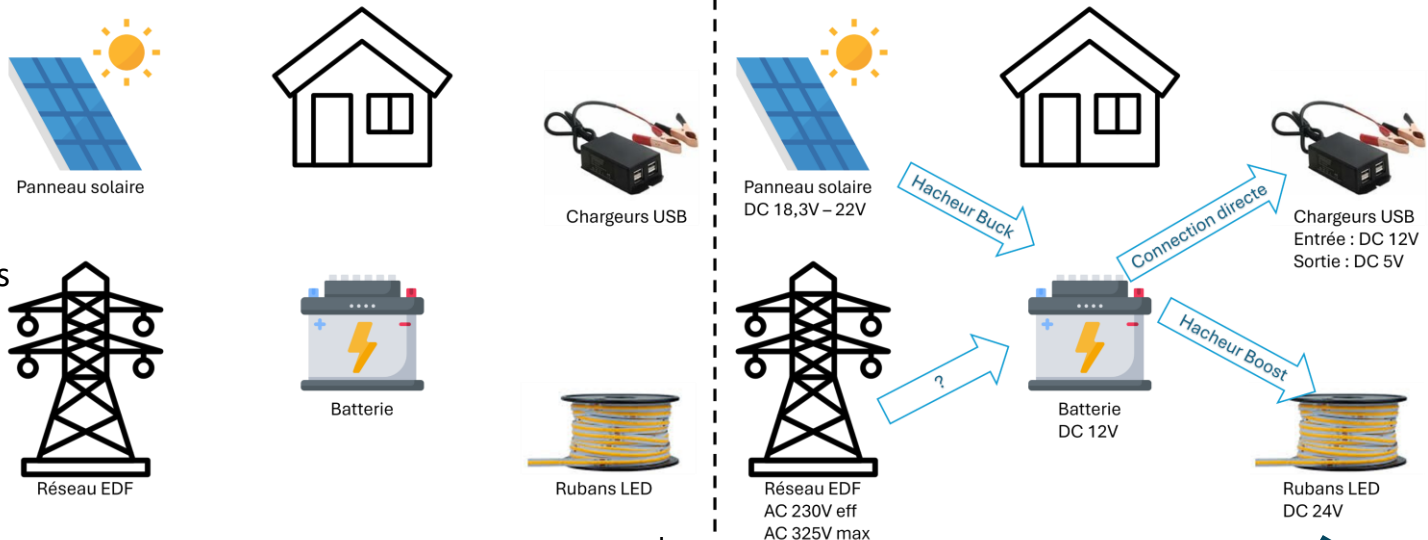 Panneau solaire
Chargeurs USB
s
Batterie
Réseau EDF
Rubans LED
Panneau solaire
DC 18,3V – 22V
Hacheur Buck
Connection directe
Chargeurs USB
Entrée : DC 12V
Sortie : DC 5V
?
Hacheur Boost
Batterie
DC 12V
Réseau EDF
AC 230V eff
AC 325V max
Rubans LED
DC 24V